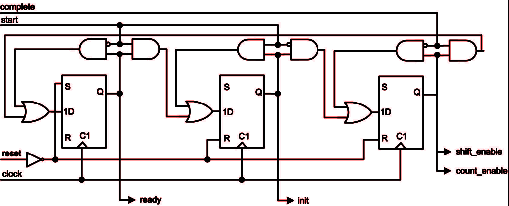 complete
start
S Q S Q S Q
1D 1D 1D
R C1 R C1 R C1
reset
clock
shift_enable
ready init count_enable